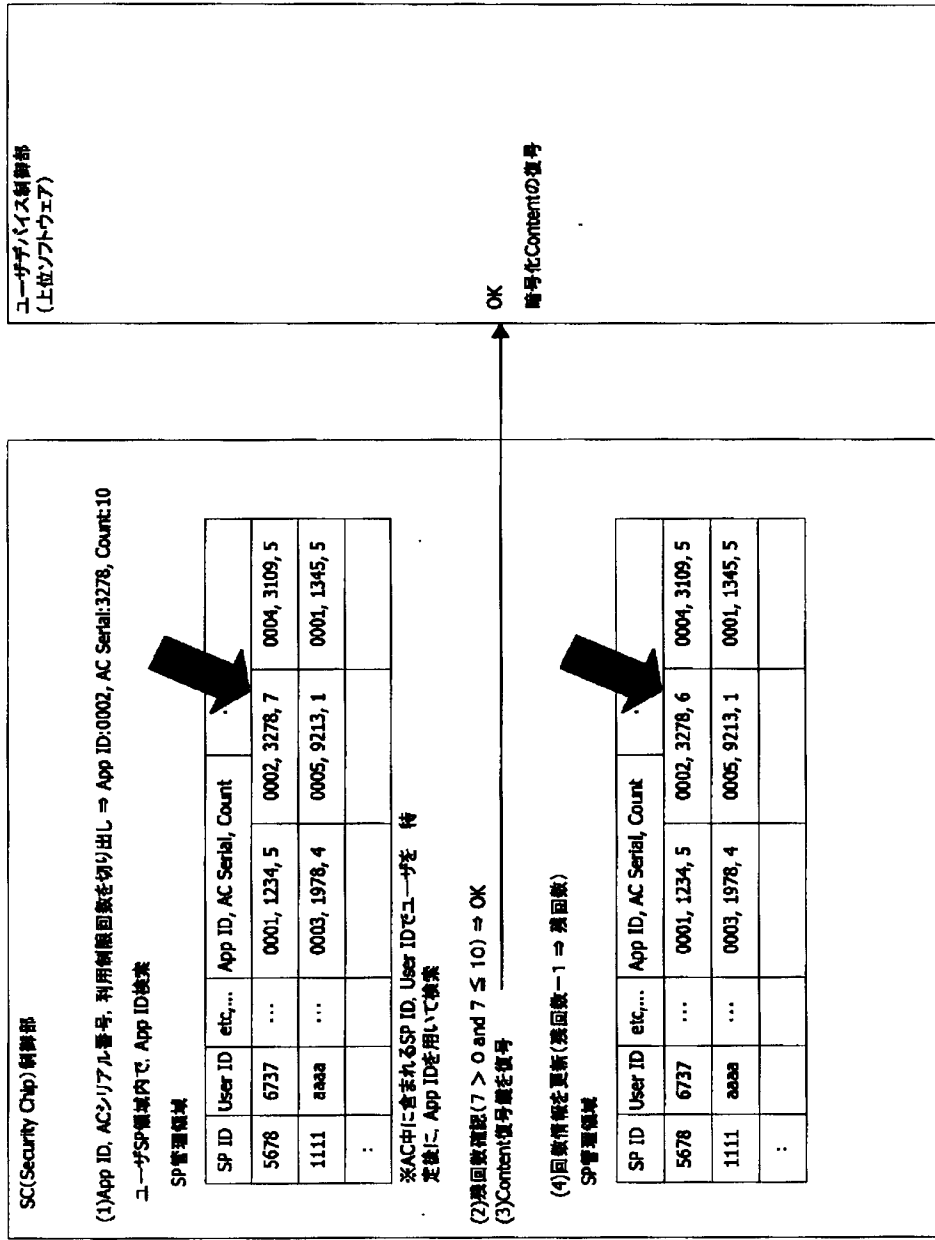 SC(Security Chip)制御部
(1)App ID, ACシリアル番号, 利用制限回数を切り出し ⇒ App ID:0002, AC Serial:3278, Count:10
ユーザSP領域内で, App ID検索
SP管理領域
SP ID User ID etc,... App ID, AC Serial, Count .
5678 6737 … 0001, 1234, 5 0002, 3278, 7 0004, 3109, 5
1111 aaaa … 0003, 1978, 4 0005, 9213, 1 0001, 1345, 5
:
※AC中に含まれるSP ID, User IDでユーザを 特
定後に, App IDを用いて検索
(2)残回数確認(7 > 0 and 7 ≦ 10) ⇒ OK
(3)Content復号鍵を復号
(4)回数情報を更新(残回数ー1 ⇒ 残回数)
SP管理領域
SP ID User ID etc,... App ID, AC Serial, Count .
5678 6737 … 0001, 1234, 5 0002, 3278, 6 0004, 3109, 5
1111 aaaa … 0003, 1978, 4 0005, 9213, 1 0001, 1345, 5
:
ユーザデバイス制御部
(上位ソフトウェア)
OK
暗号化Contentの復号